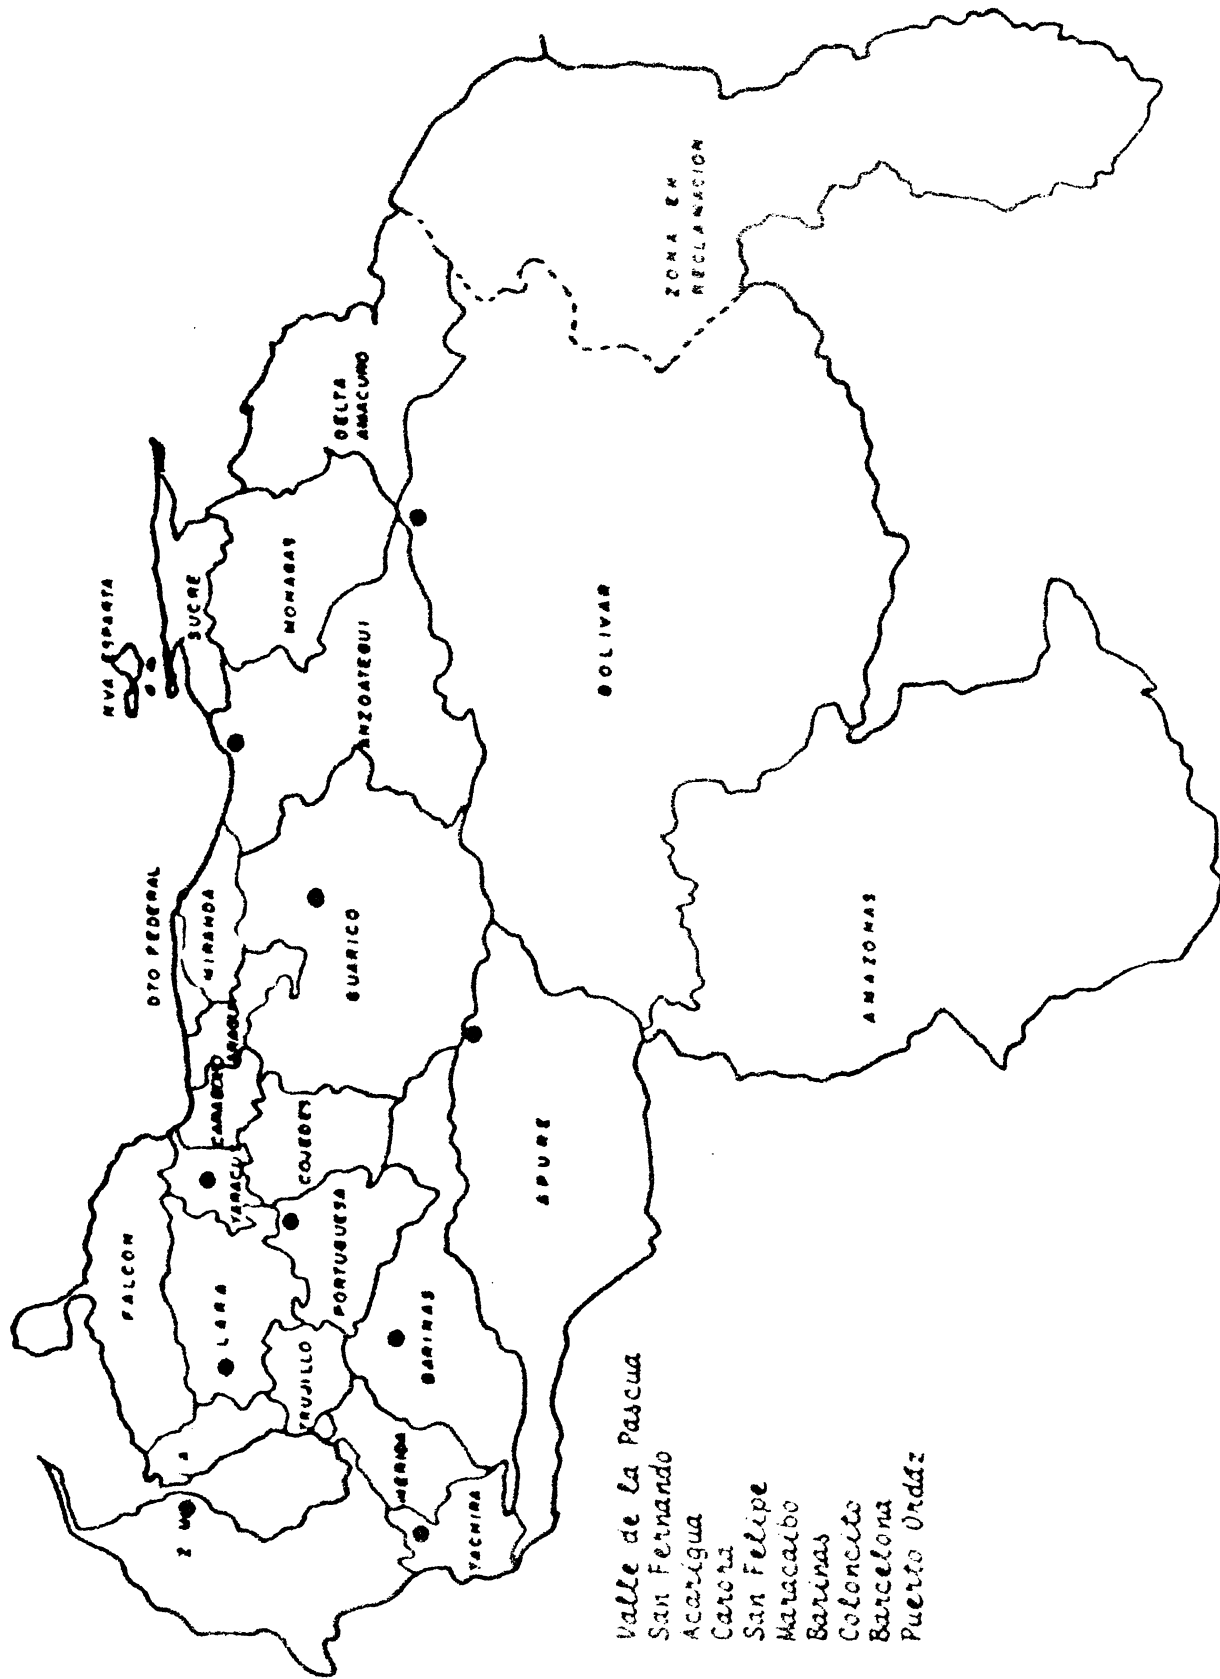 NVA ESPARTA
DTO FEDERAL
FALCON
SUCRE
MIRANDA
ARAGUA
CARABOBO
YARACUY
LARA
Z U A
MONAGAS
DELTA
AMACURO
COJEDES
PORTUGUESA
TRUJILLO
GUARICO
ANZOATEGUI
MERIDA
BARINAS
TACHIRA
APURE
BOLIVAR
ZONA EN
RECLAMACION
AMAZONAS
Valle de la Pascua
San Fernando
Acarigua
Carora
San Felipe
Maracaibo
Barinas
Coloncito
Barcelona
Puerto Ordáz